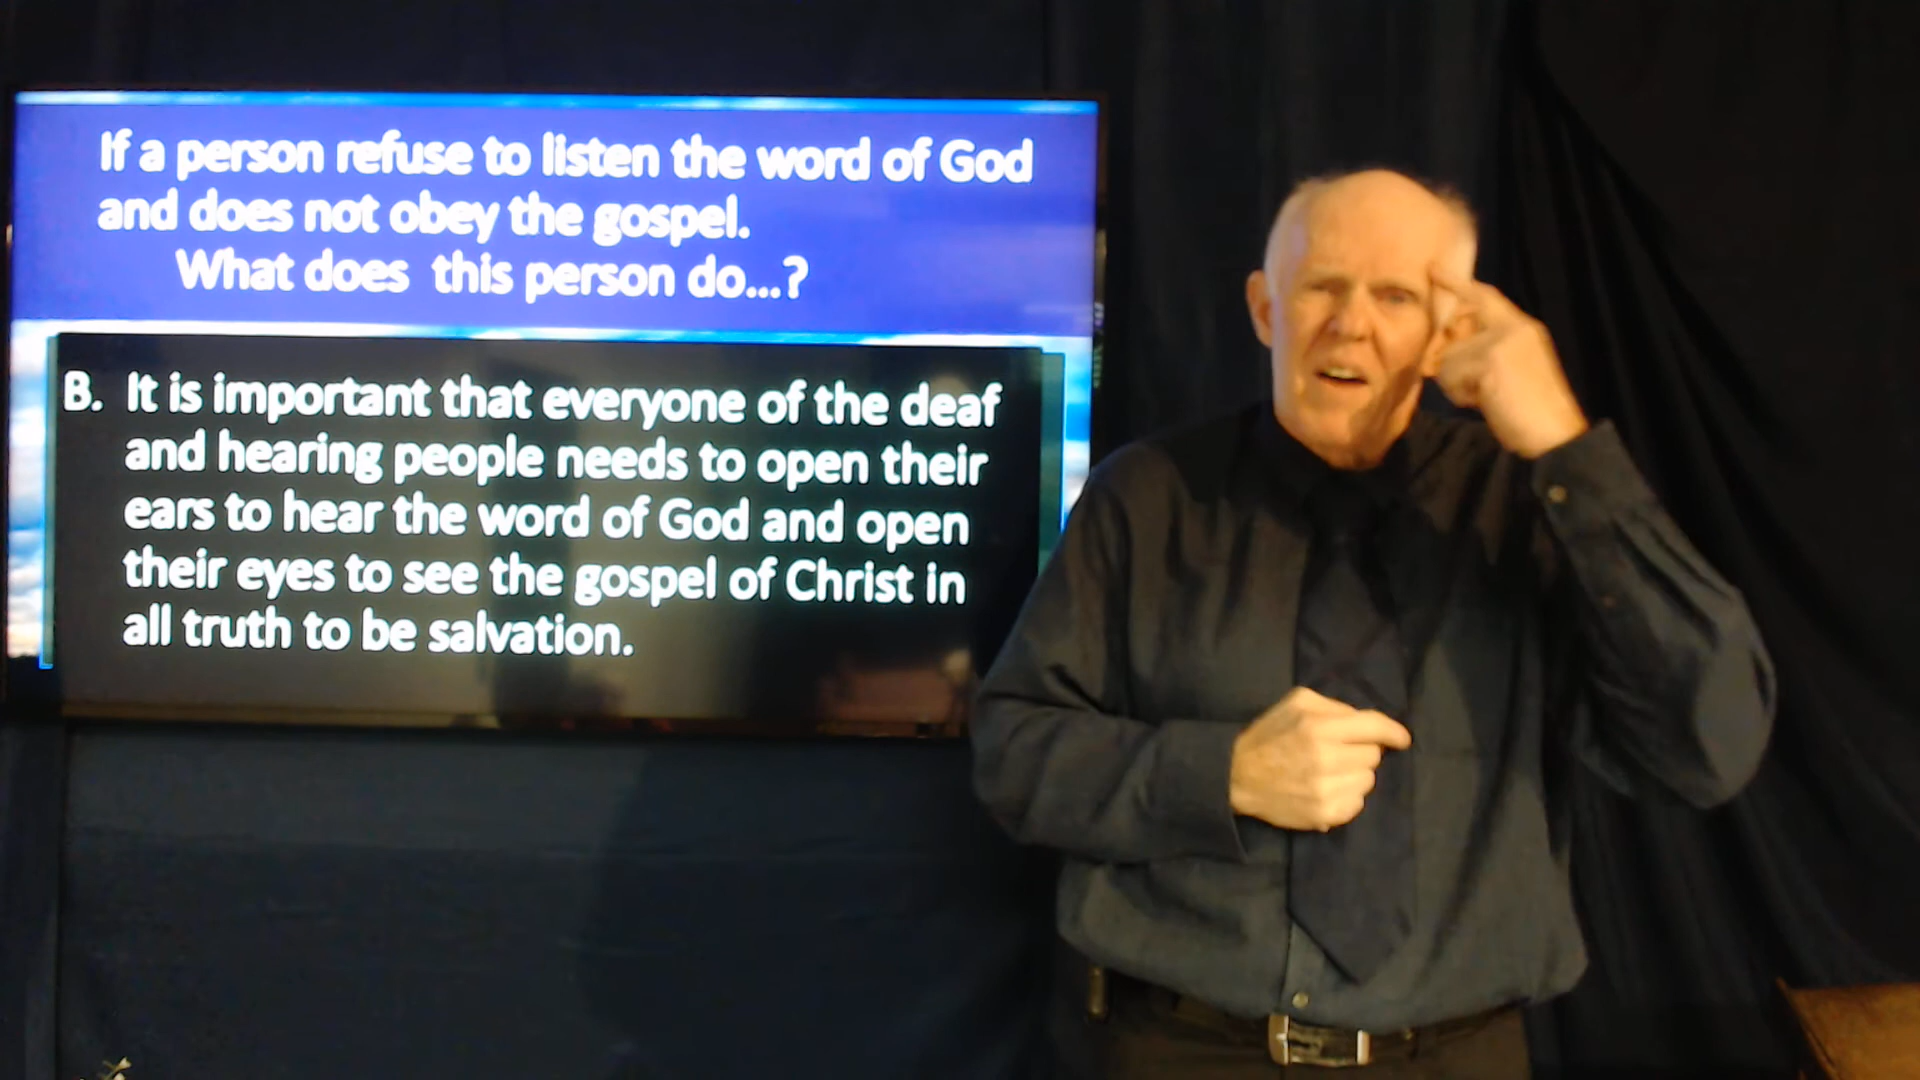 If a person refuse to listen the word of God
and does not obey the gospel.
What does this person do...?
B. It is important that everyone of the deaf
and hearing people needs to open their
ears to hear the word of God and open
their eyes to see the gospel of Christ in
all truth to be salvation.